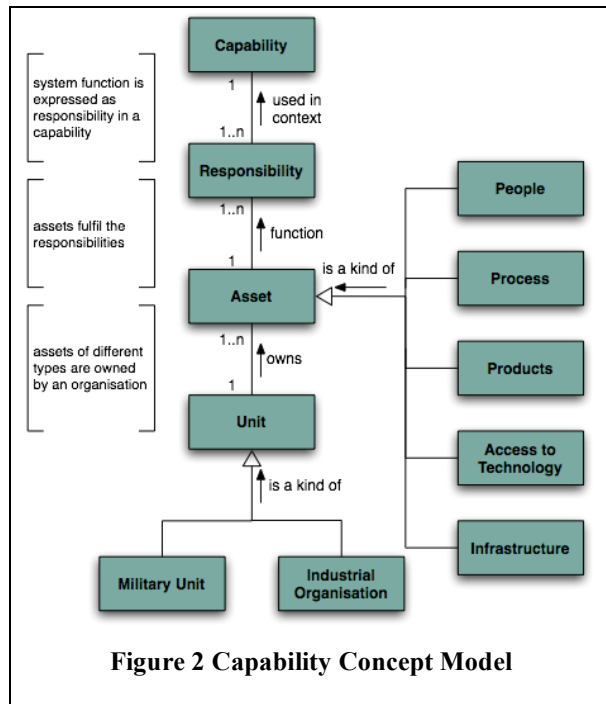 Capability
system function is
expressed as
responsibility in a
capability
1
used in
context
1..n
Responsibility
People
assets fulfil the
responsibilities
1..n
function
1
is a kind of
Asset
Process
assets of different
types are owned
by an organisation
1..n
owns
1
Products
Unit
Access to
Technology
is a kind of
Infrastructure
Military Unit
Industrial
Organisation
Figure 2 Capability Concept Model